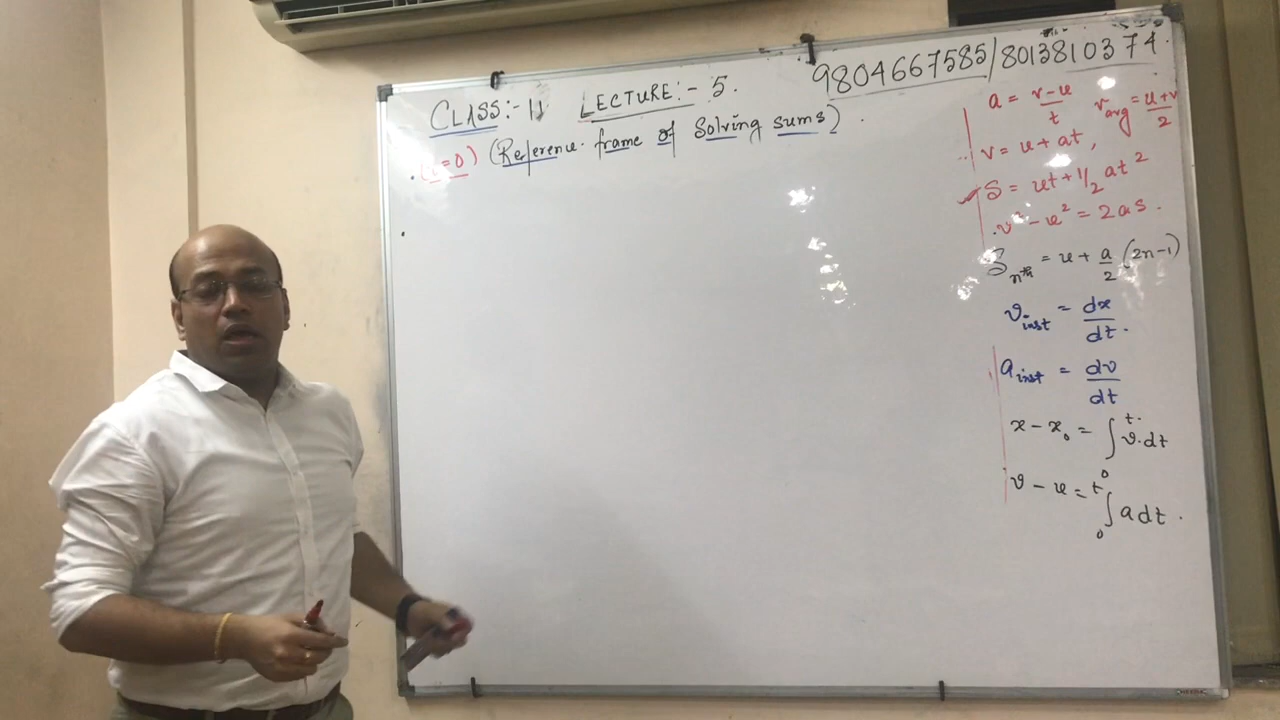 9804667585/8013810374
CLASS:- 11 LECTURE:- 5.
(Reference frame of Solving sums).
a = v-u/t
v_avg = u+v/2
v = u + at,
S = ut + 1/2 at²
v² - u² = 2as.
S_nth = u + a/2 (2n-1)
v_inst = dx/dt.
a_inst = dv/dt
x - x₀ = ∫₀ᵗ v.dt
v - u = ∫₀ᵗ a dt.